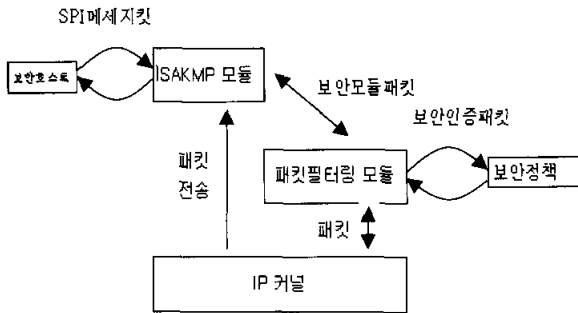 SPI메세지킷
보안호스트
ISAKMP 모듈
보안모듈패킷
보안인증패킷
패킷
전송
패킷필터링 모듈
보안정책
패킷
IP 커널